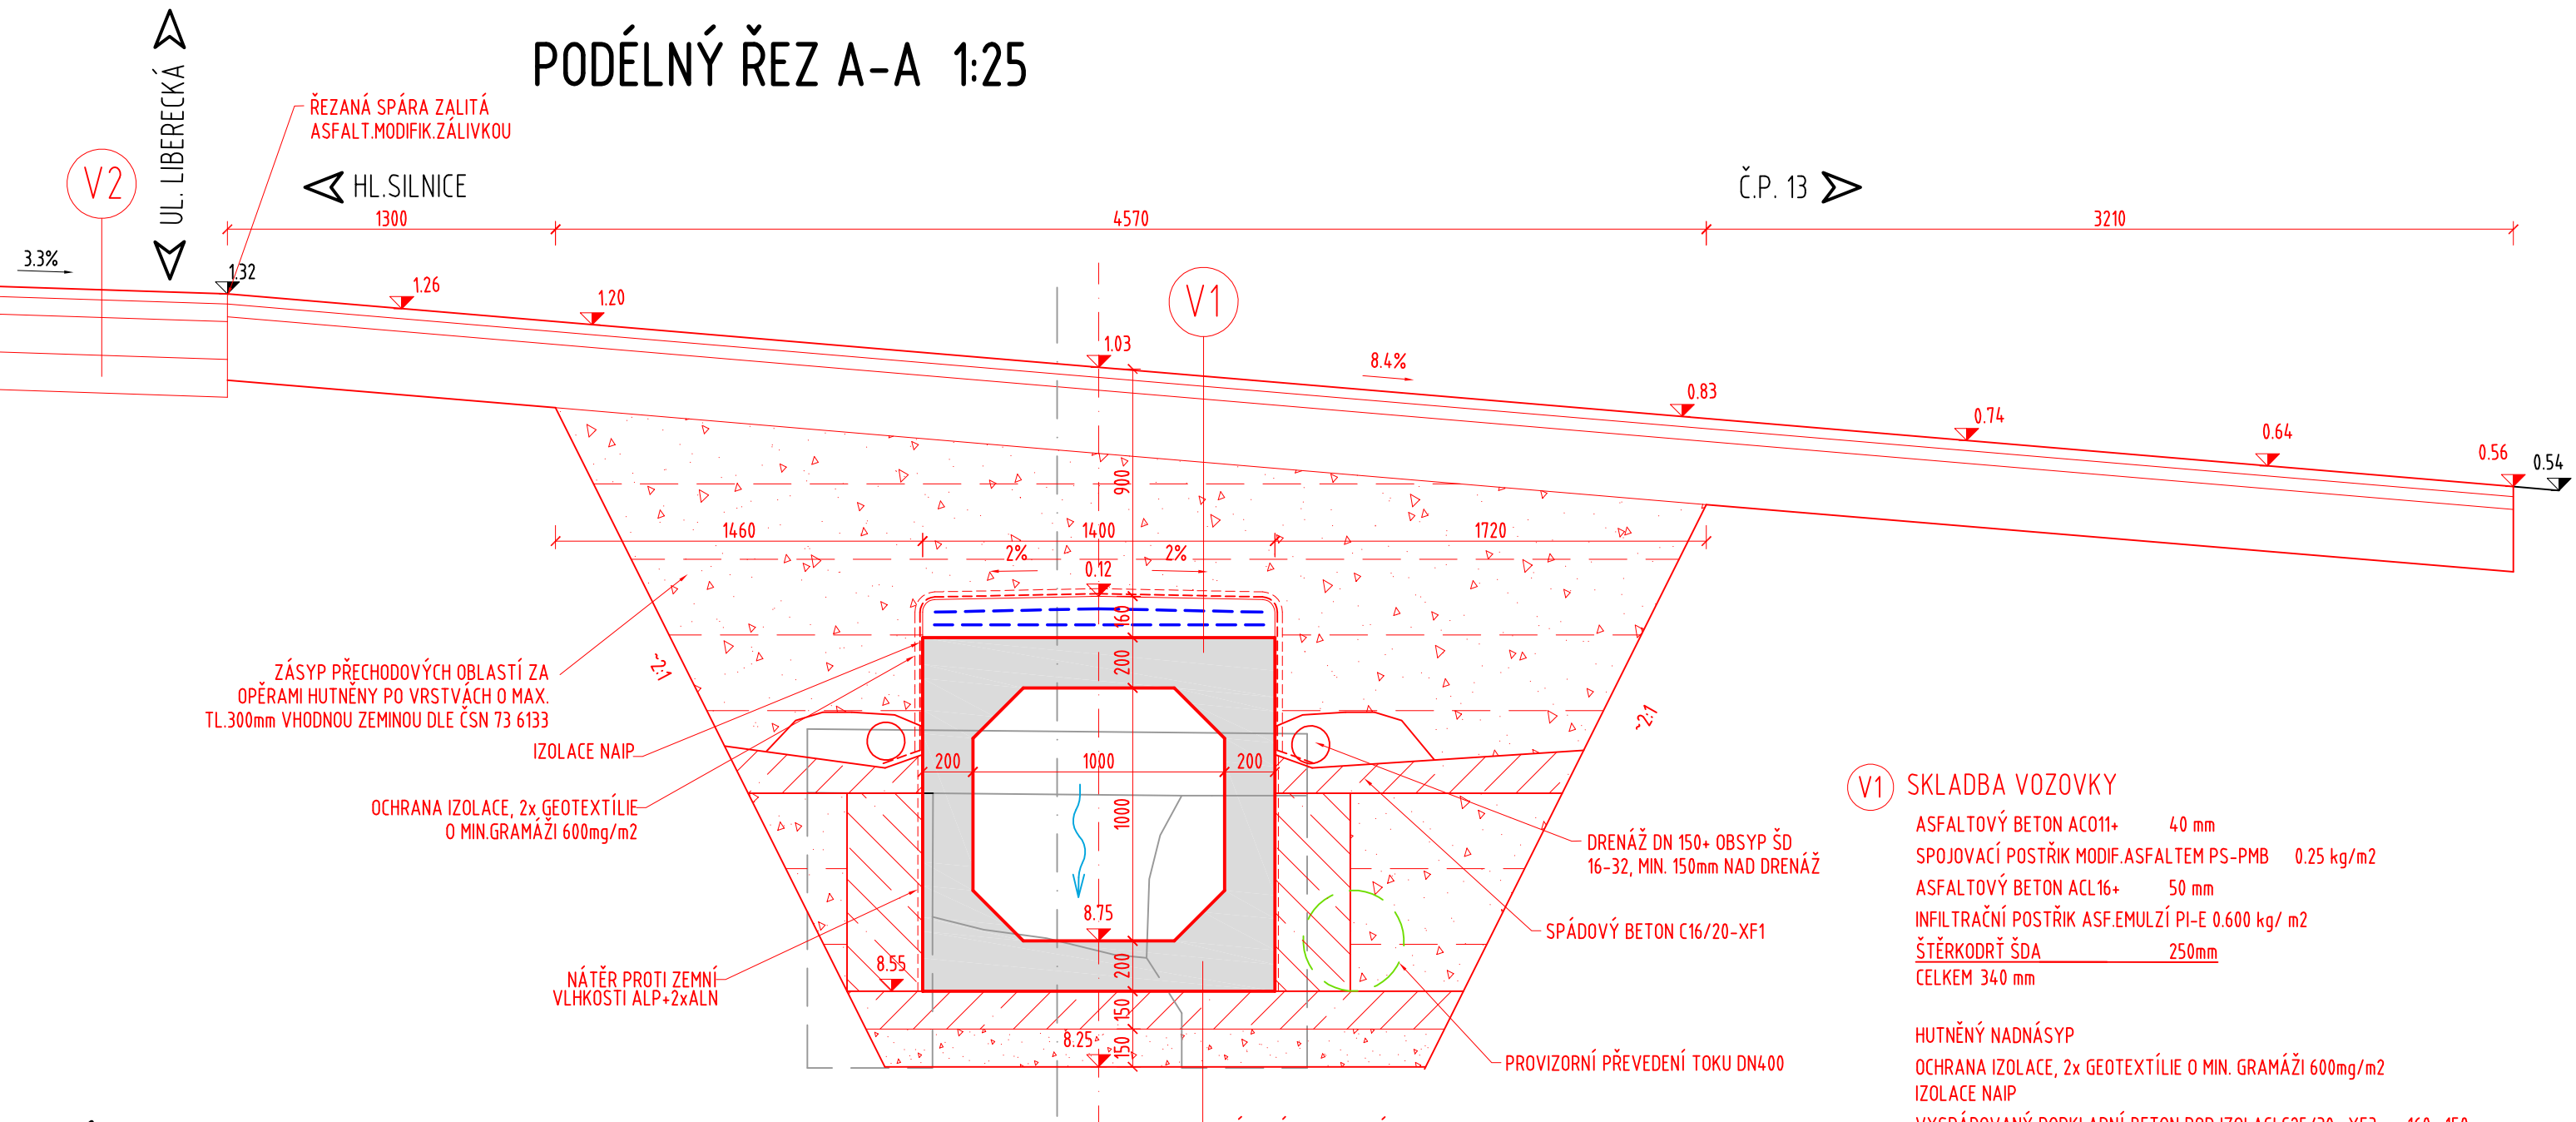 PODÉLNÝ ŘEZ A-A 1:25
UL. LIBERECKÁ
ŘEZANÁ SPÁRA ZALITÁ
ASFALT.MODIFIK.ZÁLIVKOU
V2
HL.SILNICE
Č.P. 13
1300
4570
3210
3.3%
1.32
1.26
1.20
V1
1.03
8.4%
0.83
0.74
0.64
0.56
0.54
900
1460
1400
1720
2%
2%
0.12
160
200
~2:1
~2:1
ZÁSYP PŘECHODOVÝCH OBLASTÍ ZA
OPĚRAMI HUTNĚNY PO VRSTVÁCH O MAX.
TL.300mm VHODNOU ZEMINOU DLE ČSN 73 6133
IZOLACE NAIP
200
1000
200
OCHRANA IZOLACE, 2x GEOTEXTÍLIE
O MIN.GRAMÁŽI 600mg/m2
1000
DRENÁŽ DN 150+ OBSYP ŠD
16-32, MIN. 150mm NAD DRENÁŽ
8.75
SPÁDOVÝ BETON C16/20-XF1
8.55
200
NÁTĚR PROTI ZEMNÍ
VLHKOSTI ALP+2xALN
150
8.25
150
PROVIZORNÍ PŘEVEDENÍ TOKU DN400
V1 SKLADBA VOZOVKY
ASFALTOVÝ BETON ACO11+ 40 mm
SPOJOVACÍ POSTŘIK MODIF.ASFALTEM PS-PMB 0.25 kg/m2
ASFALTOVÝ BETON ACL16+ 50 mm
INFILTRAČNÍ POSTŘIK ASF.EMULZÍ PI-E 0.600 kg/ m2
ŠTĚRKODRŤ ŠDA 250mm
CELKEM 340 mm
HUTNĚNÝ NADNÁSYP
OCHRANA IZOLACE, 2x GEOTEXTÍLIE O MIN. GRAMÁŽI 600mg/m2
IZOLACE NAIP